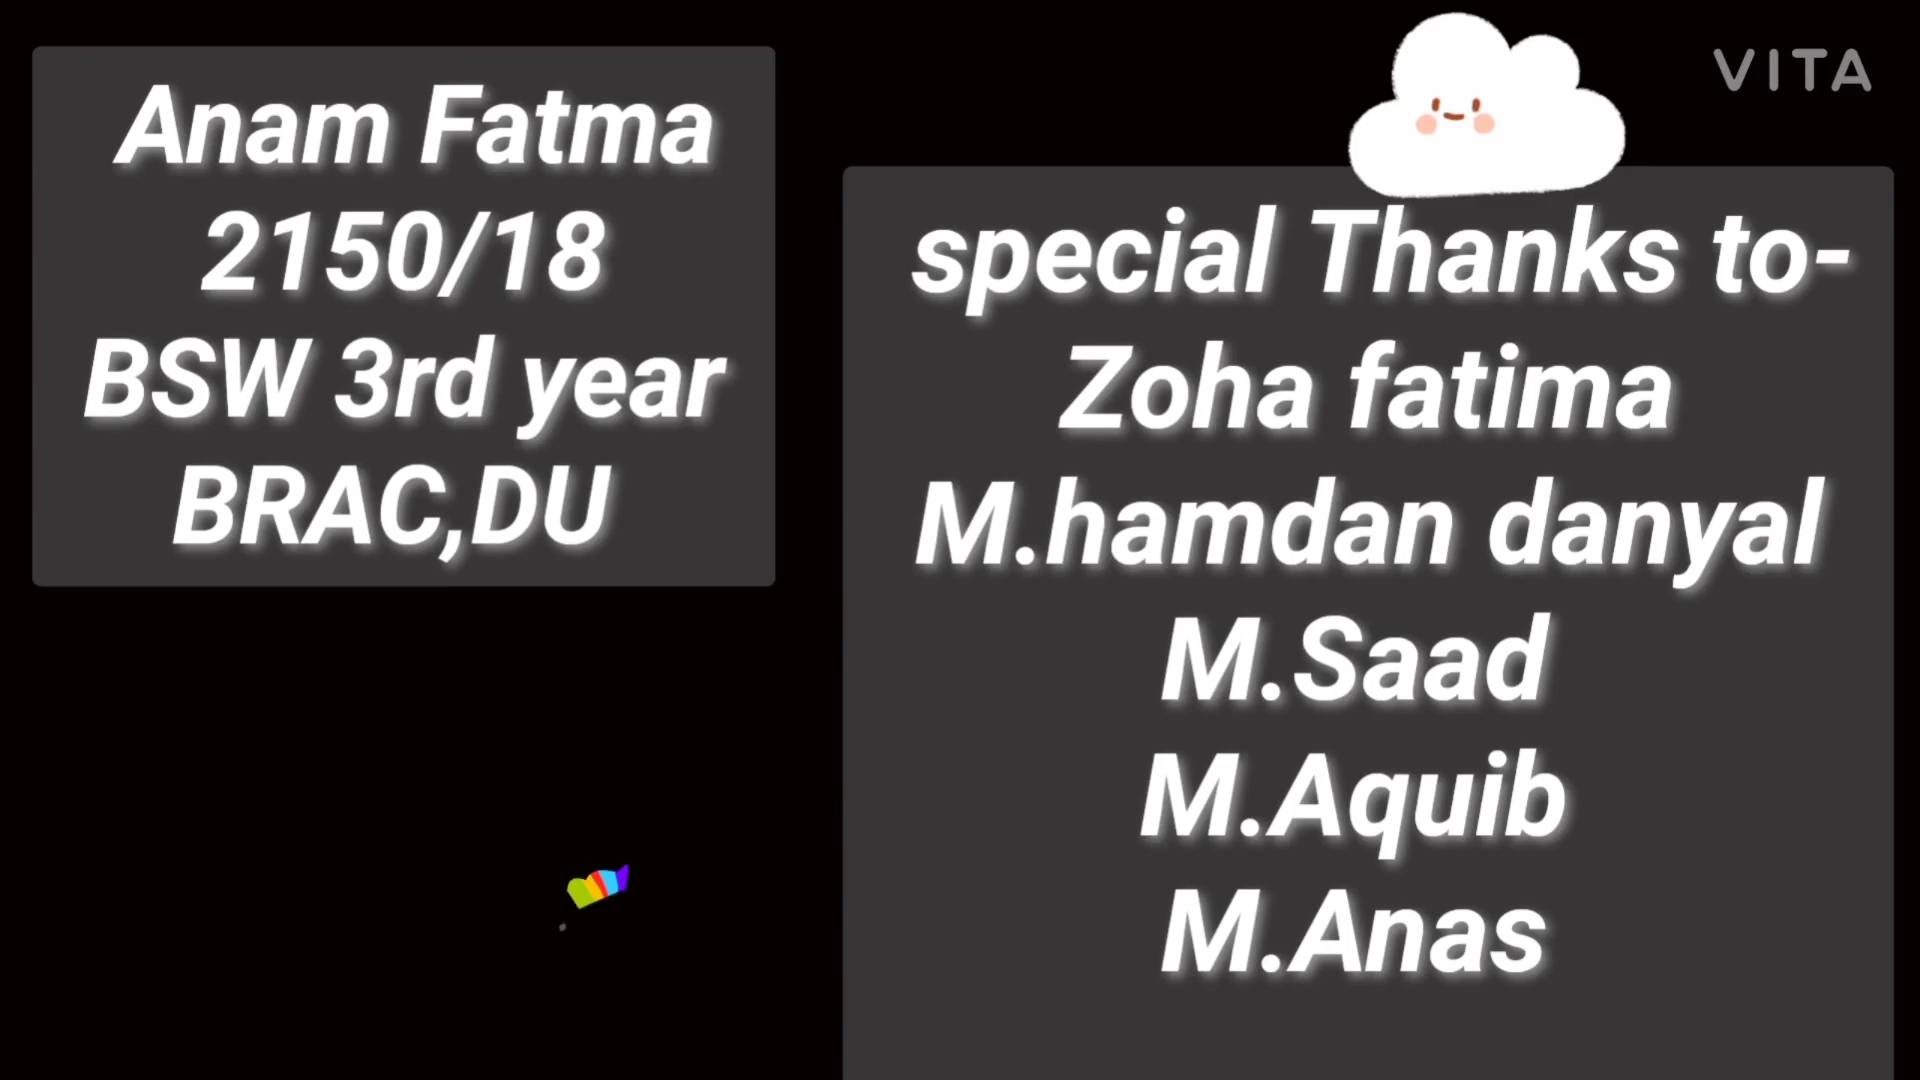 Anam Fatma
2150/18
BSW 3rd year
BRAC,DU
VITA
special Thanks to-
Zoha fatima
M.hamdan danyal
M.Saad
M.Aquib
M.Anas